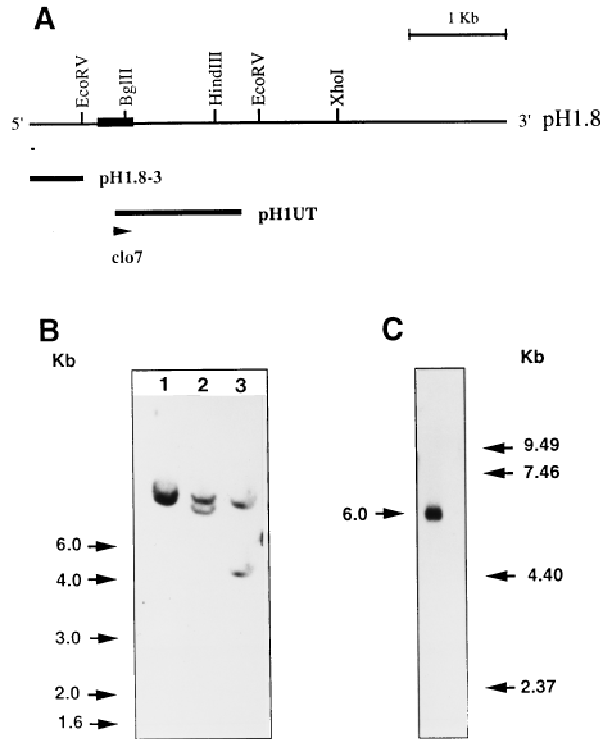 A
1 Kb
EcoRV
BglII
HindIII
EcoRV
XhoI
5'
3'
pH1.8
pH1.8-3
pH1UT
clo7
B
Kb
1 2 3
6.0
4.0
3.0
2.0
1.6
C
Kb
9.49
7.46
6.0
4.40
2.37